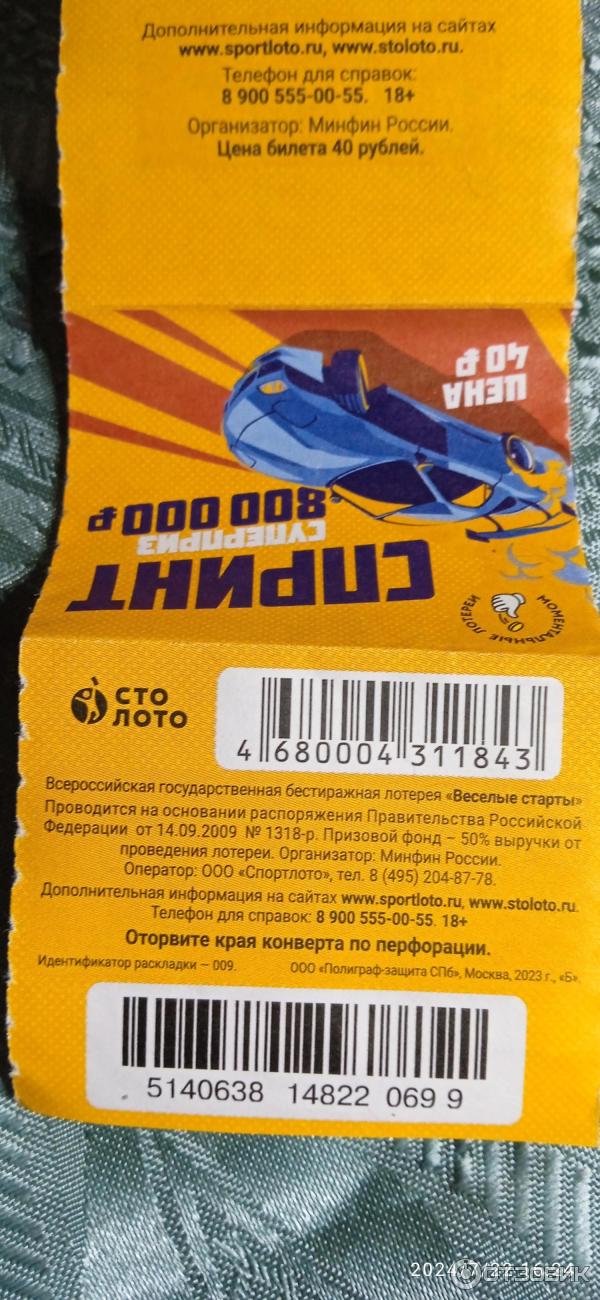 Дополнительная информация на сайтах
www.sportloto.ru, www.stoloto.ru.
Телефон для справок:
8 900 555-00-55. 18+
Организатор: Минфин России.
Цена билета 40 рублей.
ЦЕНА
40 ₽
СПРИНТ
СУПЕРПРИЗ
800 000 ₽
МОМЕНТАЛЬНЫЕ ЛОТЕРЕИ
СТО
ЛОТО
4 680004 311843
Всероссийская государственная бестиражная лотерея «Веселые старты»
Проводится на основании распоряжения Правительства Российской
Федерации от 14.09.2009 № 1318-р. Призовой фонд – 50% выручки от
проведения лотереи. Организатор: Минфин России.
Оператор: ООО «Спортлото», тел. 8 (495) 204-87-78.
Дополнительная информация на сайтах www.sportloto.ru, www.stoloto.ru.
Телефон для справок: 8 900 555-00-55. 18+
Оторвите края конверта по перфорации.
Идентификатор раскладки – 009. ООО «Полиграф-защита СПб», Москва, 2023 г., «Б».
5140638 14822 069 9
2024/7/22 16:24
ОТЗОВИК